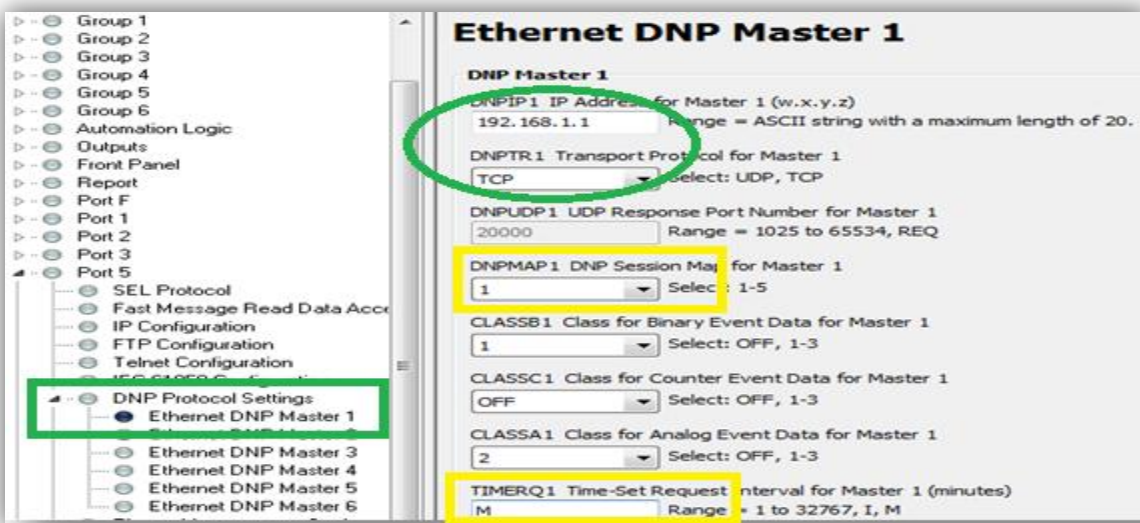 Group 1
Group 2
Group 3
Group 4
Group 5
Group 6
Automation Logic
Outputs
Front Panel
Report
Port F
Port 1
Port 2
Port 3
Port 5
SEL Protocol
Fast Message Read Data Acce
IP Configuration
FTP Configuration
Telnet Configuration
DNP Protocol Settings
Ethernet DNP Master 1
Ethernet DNP Master 3
Ethernet DNP Master 4
Ethernet DNP Master 5
Ethernet DNP Master 6
Ethernet DNP Master 1
DNP Master 1
DNPIP1 IP Address for Master 1 (w.x.y.z)
192.168.1.1 Range = ASCII string with a maximum length of 20.
DNPTR1 Transport Protocol for Master 1
TCP Select: UDP, TCP
DNPUDP1 UDP Response Port Number for Master 1
20000 Range = 1025 to 65534, REQ
DNPMAP1 DNP Session Map for Master 1
1 Select: 1-5
CLASSB1 Class for Binary Event Data for Master 1
1 Select: OFF, 1-3
CLASSC1 Class for Counter Event Data for Master 1
OFF Select: OFF, 1-3
CLASSA1 Class for Analog Event Data for Master 1
2 Select: OFF, 1-3
TIMERQ1 Time-Set Request Interval for Master 1 (minutes)
M Range = 1 to 32767, I, M